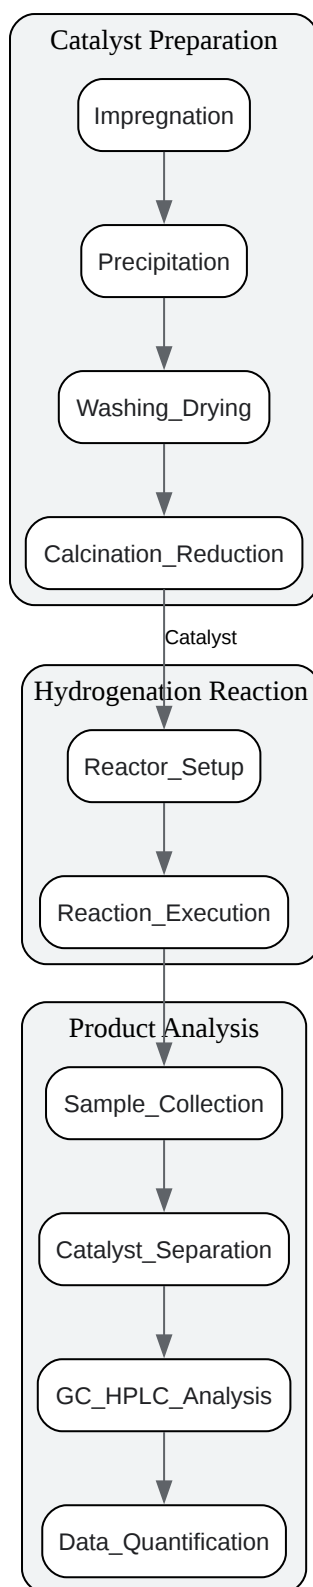 Catalyst Preparation
Impregnation
Precipitation
Washing_Drying
Calcination_Reduction
Catalyst
Hydrogenation Reaction
Reactor_Setup
Reaction_Execution
Product Analysis
Sample_Collection
Catalyst_Separation
GC_HPLC_Analysis
Data_Quantification